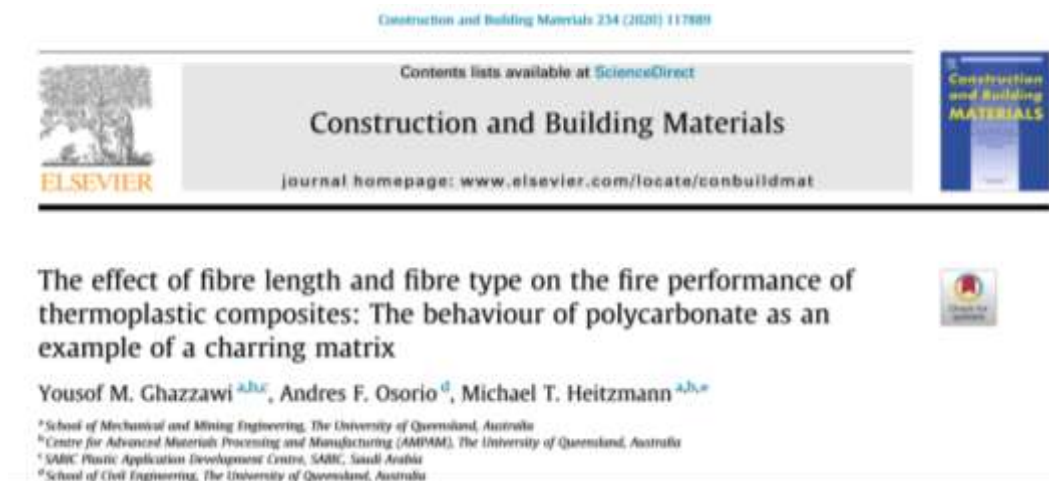 Construction and Building Materials 234 (2020) 117889
Contents lists available at ScienceDirect
Construction and Building Materials
journal homepage: www.elsevier.com/locate/conbuildmat
ELSEVIER
Construction
and Building
MATERIALS
The effect of fibre length and fibre type on the fire performance of
thermoplastic composites: The behaviour of polycarbonate as an
example of a charring matrix
Check for
updates
Yousof M. Ghazzawi a,b,c, Andres F. Osorio d, Michael T. Heitzmann a,b,*
a School of Mechanical and Mining Engineering, The University of Queensland, Australia
b Centre for Advanced Materials Processing and Manufacturing (AMPAM), The University of Queensland, Australia
c SABIC Plastic Application Development Centre, SABIC, Saudi Arabia
d School of Civil Engineering, The University of Queensland, Australia